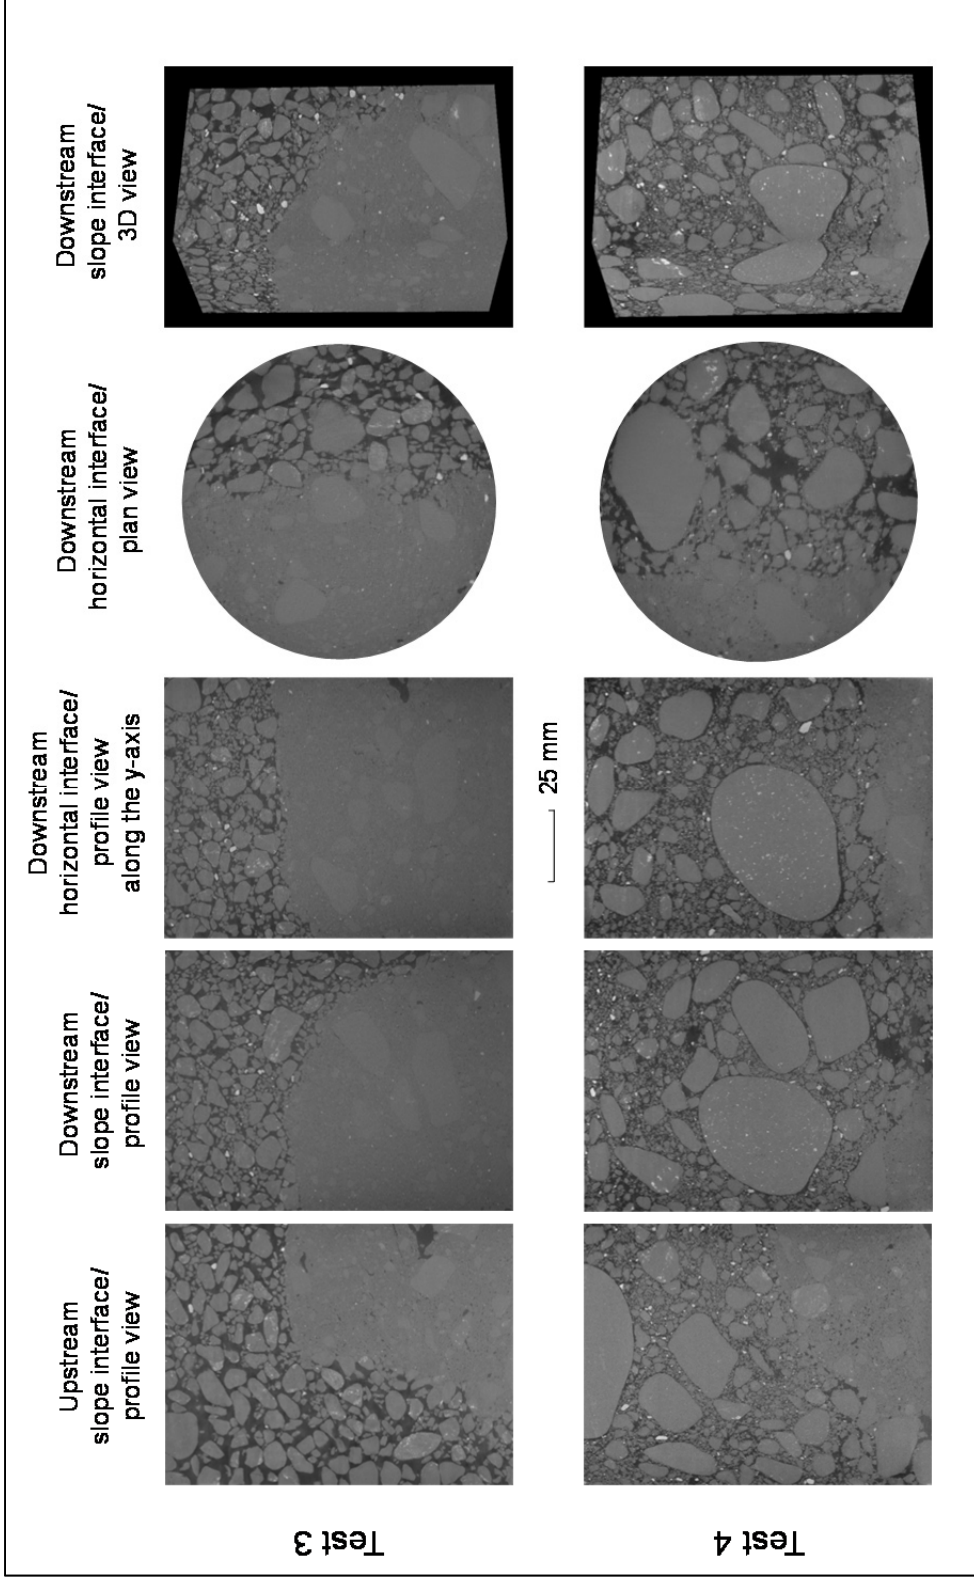 Upstream
slope interface/
profile view
Downstream
slope interface/
profile view
Downstream
horizontal interface/
profile view
along the y-axis
Downstream
horizontal interface/
plan view
Downstream
slope interface/
3D view
Test 3
25 mm
Test 4